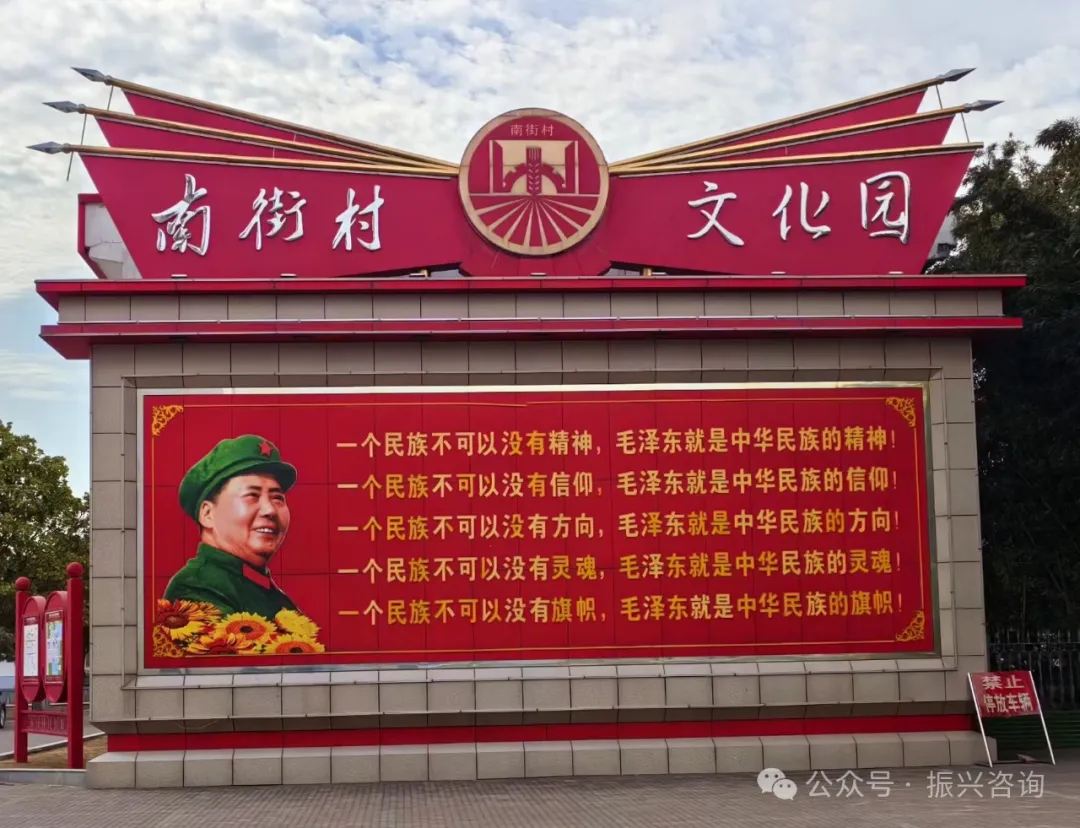 南街村
南街村 文化园
一个民族不可以没有精神，毛泽东就是中华民族的精神！
一个民族不可以没有信仰，毛泽东就是中华民族的信仰！
一个民族不可以没有方向，毛泽东就是中华民族的方向！
一个民族不可以没有灵魂，毛泽东就是中华民族的灵魂！
一个民族不可以没有旗帜，毛泽东就是中华民族的旗帜！
禁止
停放车辆
公众号·振兴咨询